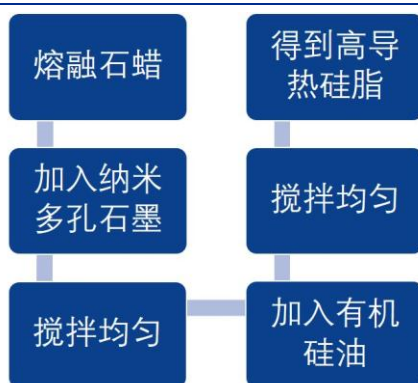 熔融石蜡
加入纳米
多孔石墨
搅拌均匀
加入有机
硅油
搅拌均匀
得到高导
热硅脂